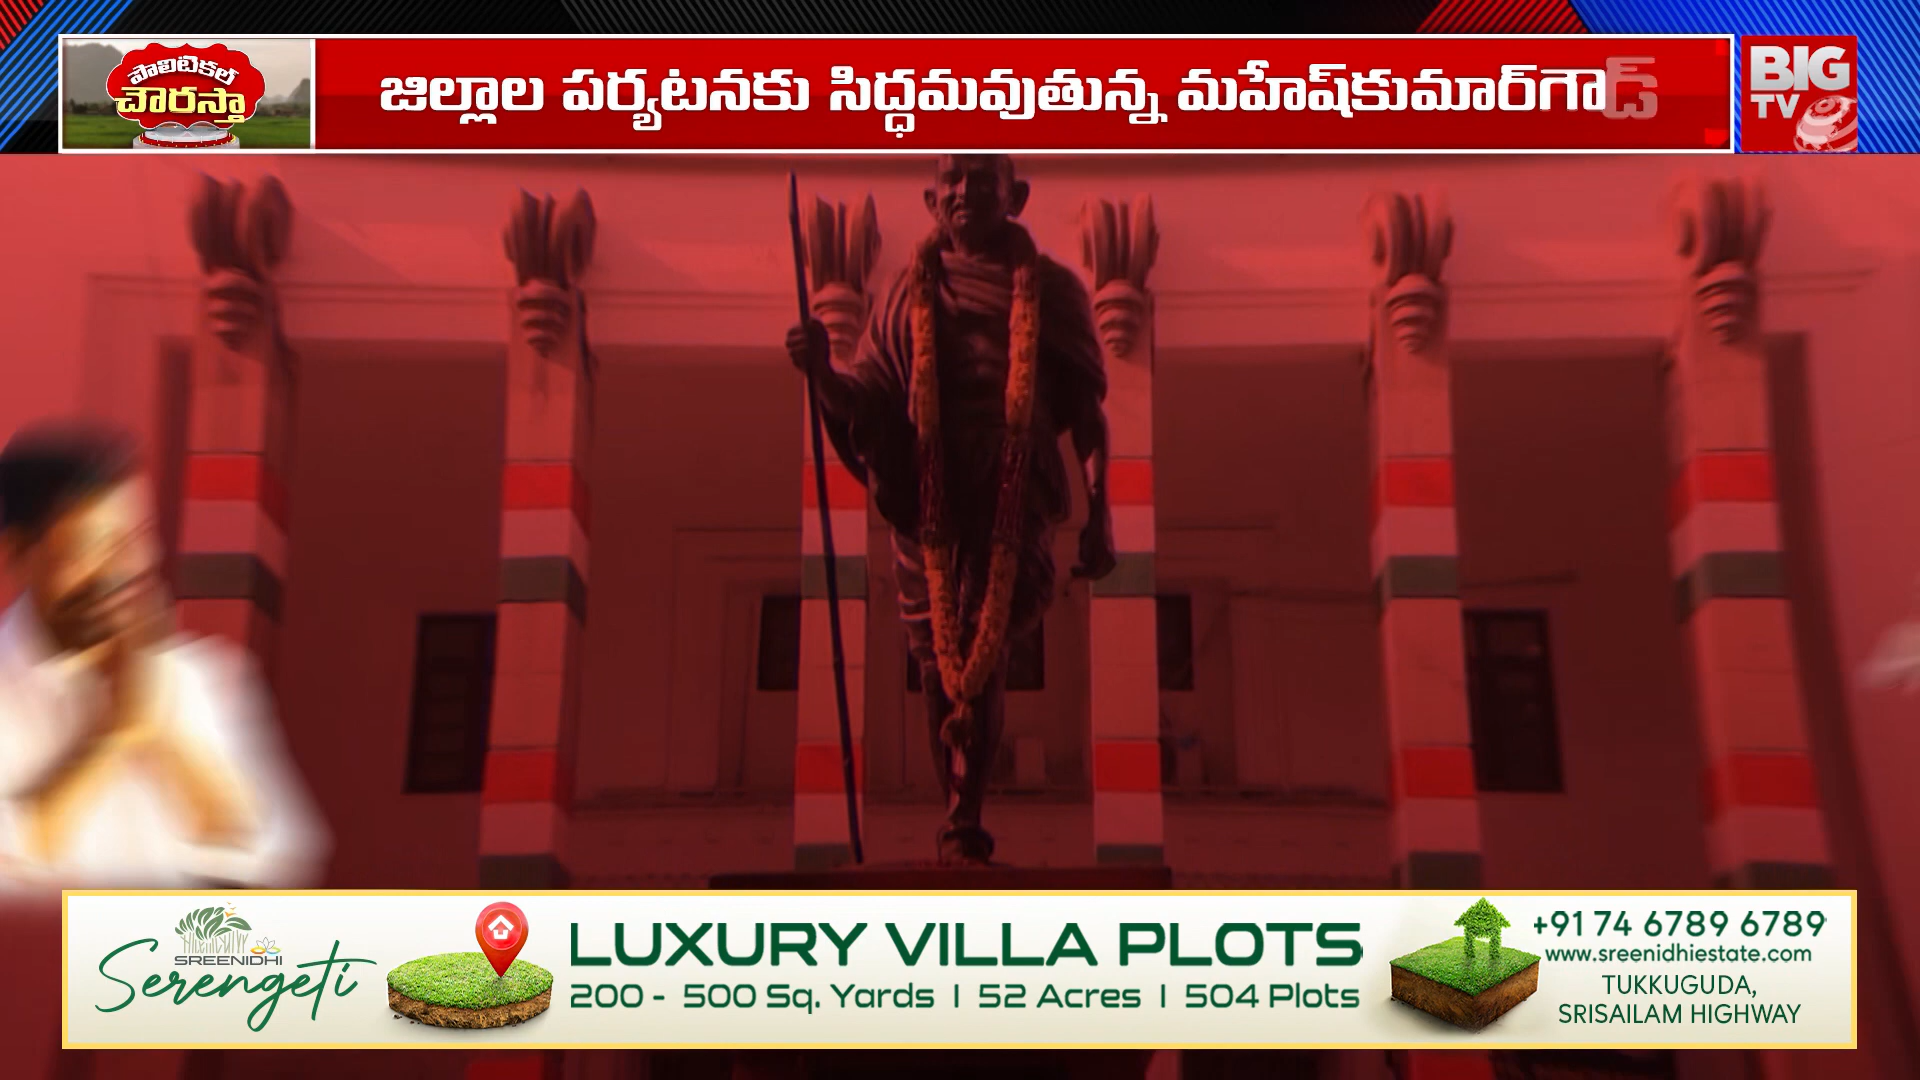 పొలిటికల్
చౌరస్తా
జిల్లాల పర్యటనకు సిద్ధమవుతున్న మహేష్‌కుమార్‌గౌడ్
BIG
TV
SREENIDHI
Serengeti
LUXURY VILLA PLOTS
200 - 500 Sq. Yards I 52 Acres I 504 Plots
+91 74 6789 6789
www.sreenidhiestate.com
TUKKUGUDA,
SRISAILAM HIGHWAY